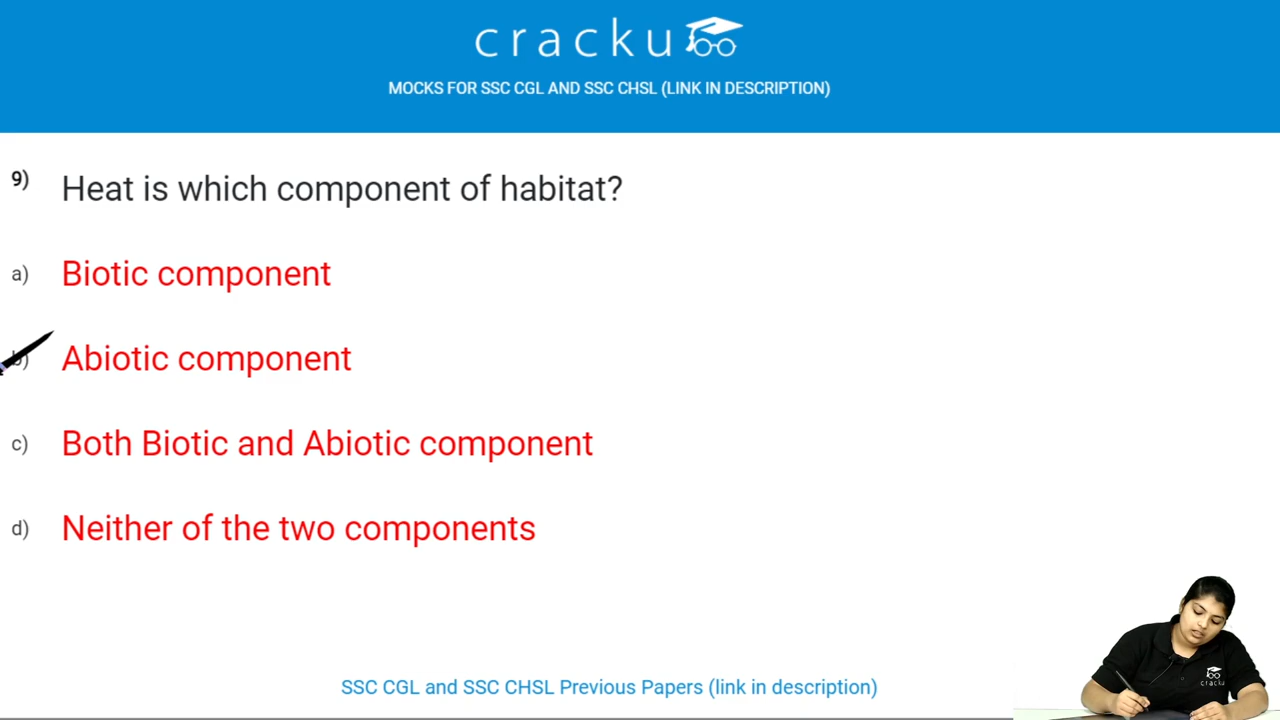 cracku
MOCKS FOR SSC CGL AND SSC CHSL (LINK IN DESCRIPTION)
9) Heat is which component of habitat?
a) Biotic component
b) Abiotic component
c) Both Biotic and Abiotic component
d) Neither of the two components
cracku
SSC CGL and SSC CHSL Previous Papers (link in description)